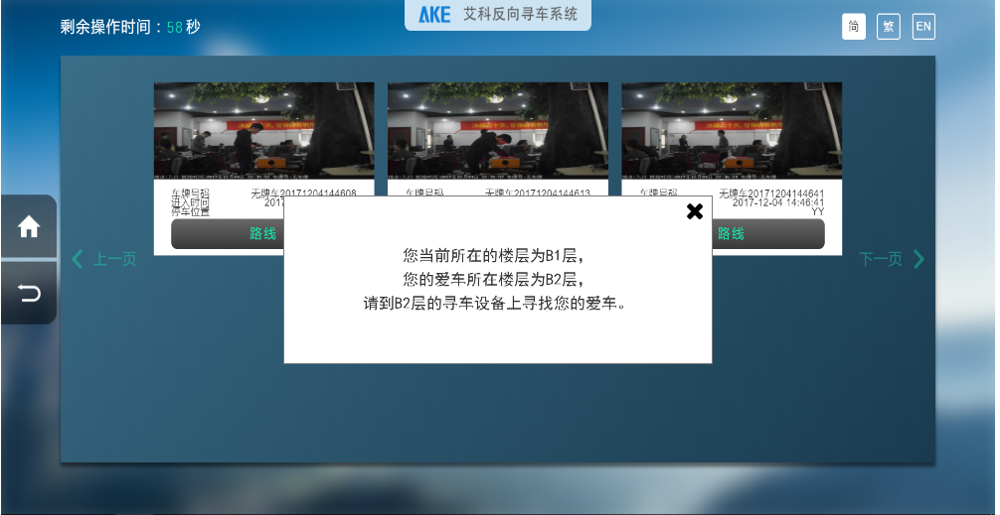 剩余操作时间：58秒
AKE 艾科反向寻车系统
简 繁 EN
车牌号码 无牌车20171204144608
进入时间 201
停车位置
路线
车牌号码 无牌车20171204144613
车牌号码 无牌车20171204144641
2017-12-04 14:46:41
YY
路线
上一页
下一页
您当前所在的楼层为B1层，
您的爱车所在楼层为B2层，
请到B2层的寻车设备上寻找您的爱车。